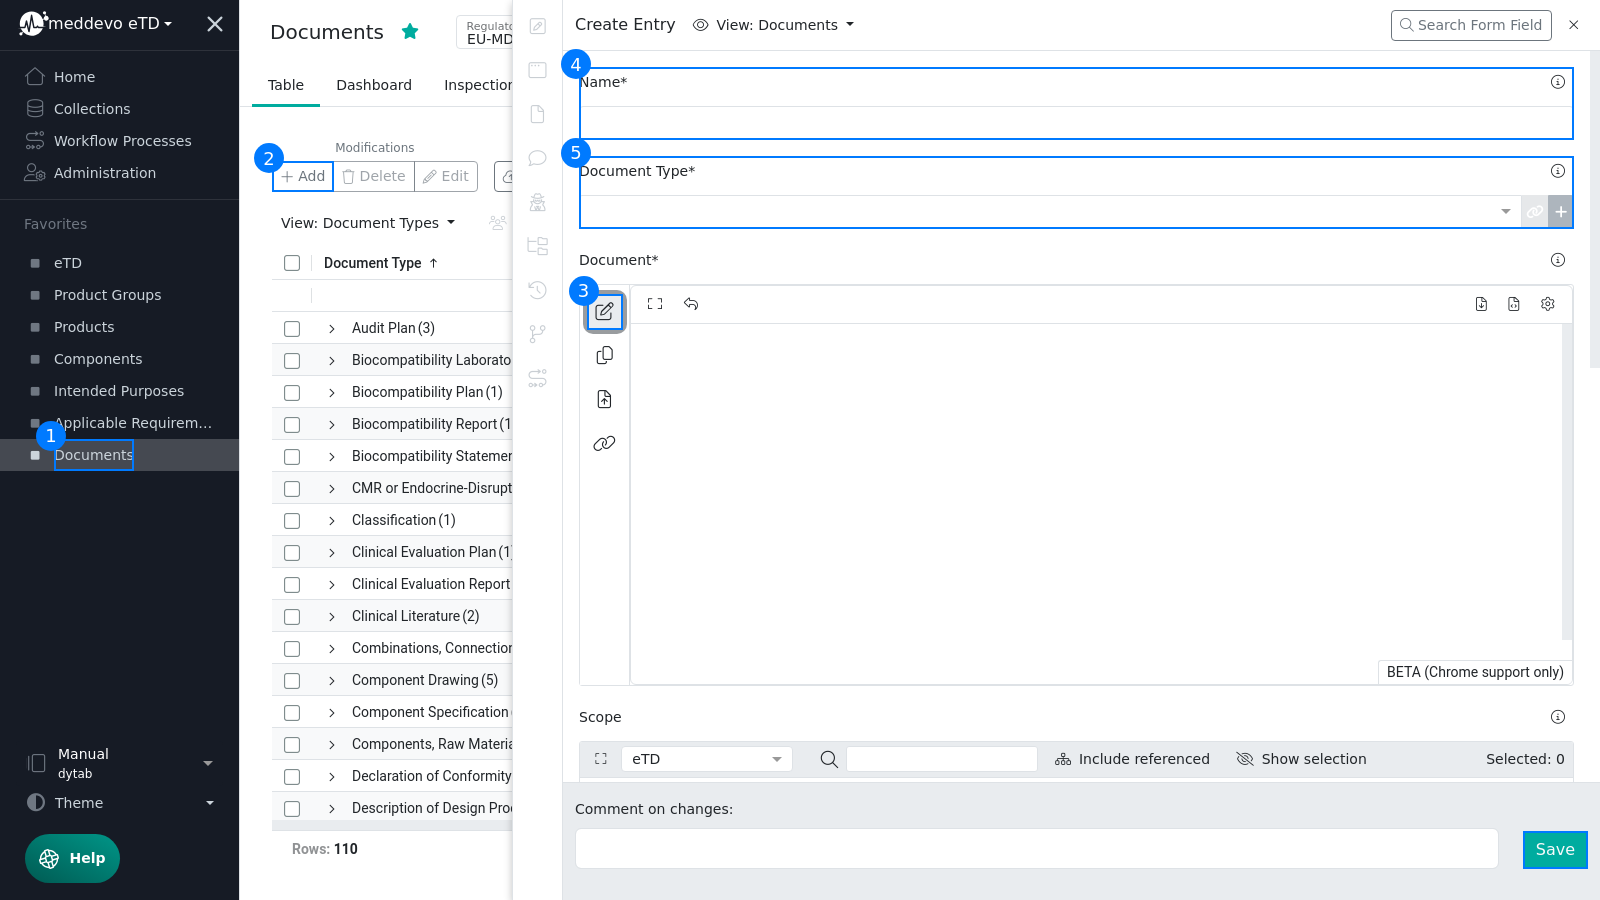 meddevo eTD
Home
Collections
Workflow Processes
Administration
Favorites
eTD
Product Groups
Products
Components
Intended Purposes
Applicable Requirem...
1
Documents
Manual
dytab
Theme
Help
Documents
Regulato
EU-MD
Table
Dashboard
Inspection
Modifications
2
Add
Delete
Edit
View: Document Types
Document Type
Audit Plan (3)
Biocompatibility Laborato
Biocompatibility Plan (1)
Biocompatibility Report (1
Biocompatibility Statemen
CMR or Endocrine-Disrupt
Classification (1)
Clinical Evaluation Plan (1
Clinical Evaluation Report
Clinical Literature (2)
Combinations, Connection
Component Drawing (5)
Component Specification
Components, Raw Materia
Declaration of Conformity
Description of Design Proc
Rows: 110
Create Entry
View: Documents
Search Form Field
4
Name*
5
Document Type*
Document*
3
BETA (Chrome support only)
Scope
eTD
Include referenced
Show selection
Selected: 0
Comment on changes:
Save